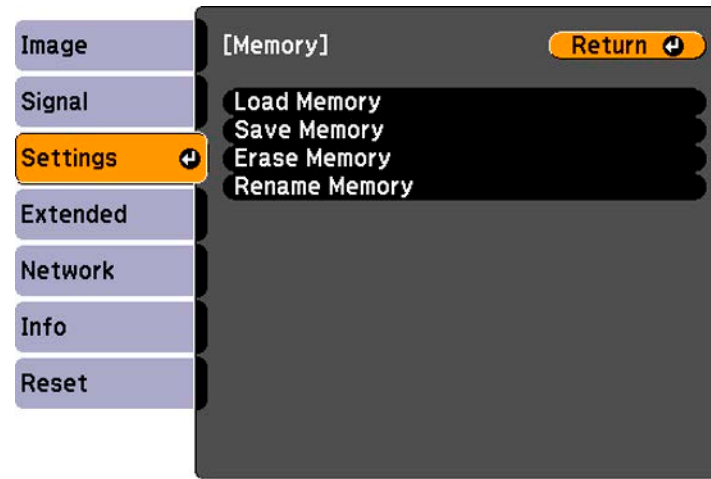 Image
Signal
Settings
Extended
Network
Info
Reset
[Memory]
Return
Load Memory
Save Memory
Erase Memory
Rename Memory